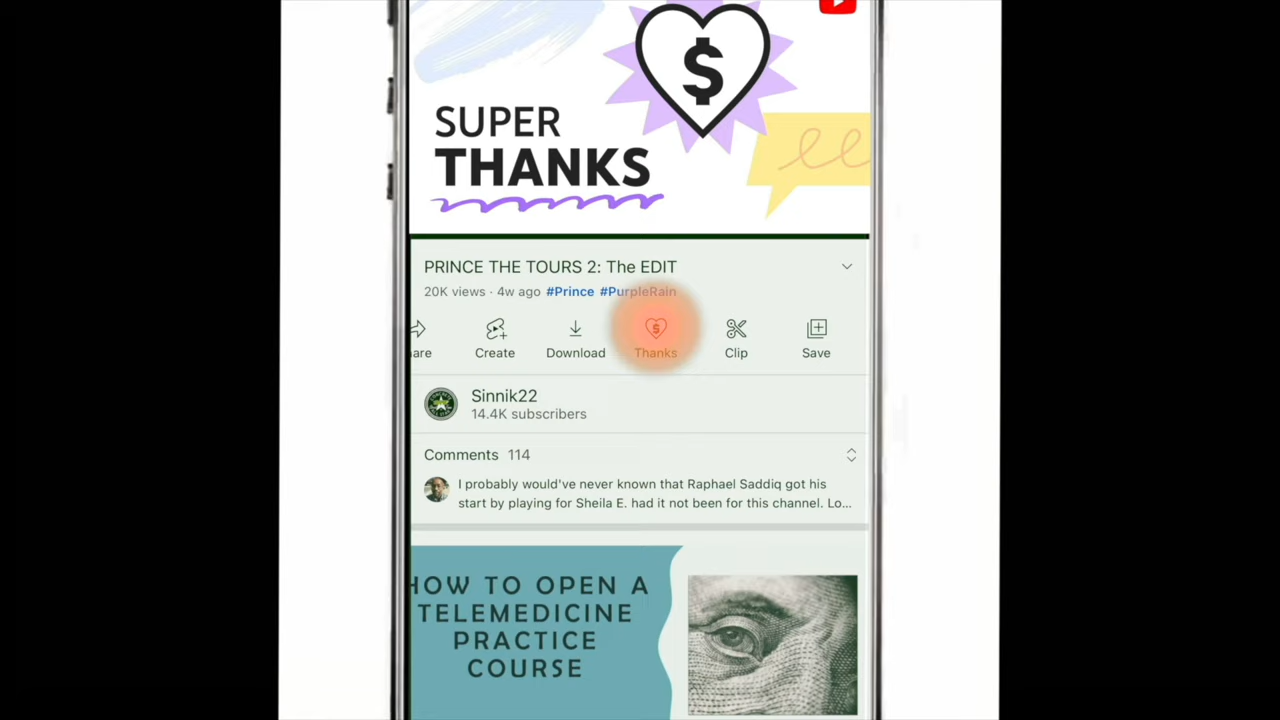 SUPER
THANKS
PRINCE THE TOURS 2: The EDIT
20K views · 4w ago #Prince #PurpleRain
are Create Download Thanks Clip Save
Sinnik22
14.4K subscribers
Comments 114
I probably would've never known that Raphael Saddiq got his
start by playing for Sheila E. had it not been for this channel. Lo...
HOW TO OPEN A
TELEMEDICINE
PRACTICE
COURSE